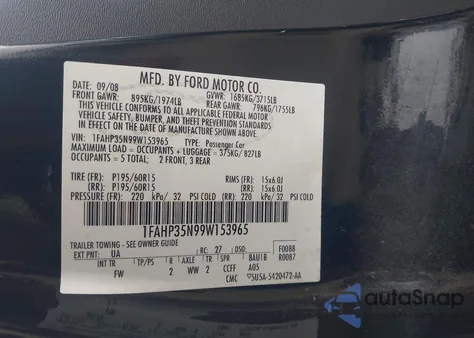 MFD. BY FORD MOTOR CO.
09/08
FRONT GAWR: 895KG/1974LB
GVWR: 1685KG/3715LB
REAR GAWR: 796KG/1755LB
THIS VEHICLE CONFORMS TO ALL APPLICABLE FEDERAL MOTOR VEHICLE
SAFETY, BUMPER, AND THEFT PREVENTION STANDARDS IN EFFECT ON THE DATE OF
MANUFACTURE SHOWN ABOVE.
VIN: 1FAHP35N99W153965 TYPE: Passenger Car
MAXIMUM LOAD = OCCUPANTS + LUGGAGE = 375KG/ 827LB
OCCUPANTS = 5 TOTAL: 2 FRONT, 3 REAR
TIRE (FR): P195/60R15 RIMS (FR): 15x6.0J
(RR): P195/60R15 (RR): 15x6.0J
PRESSURE (FR): 220 kPa/ 32 PSI COLD (RR): 220 kPa/ 32 PSI COLD
1FAHP35N99W153965
TRAILER TOWING - SEE OWNER GUIDE F0088
EXT PNT: UA RC: 27 DSO: R0087
INT TR TP/PS R AXLE TR BAU1B
FW 2 WW 2 CCFF A05
CMC 5U5A-5420472-AA
autoSnap